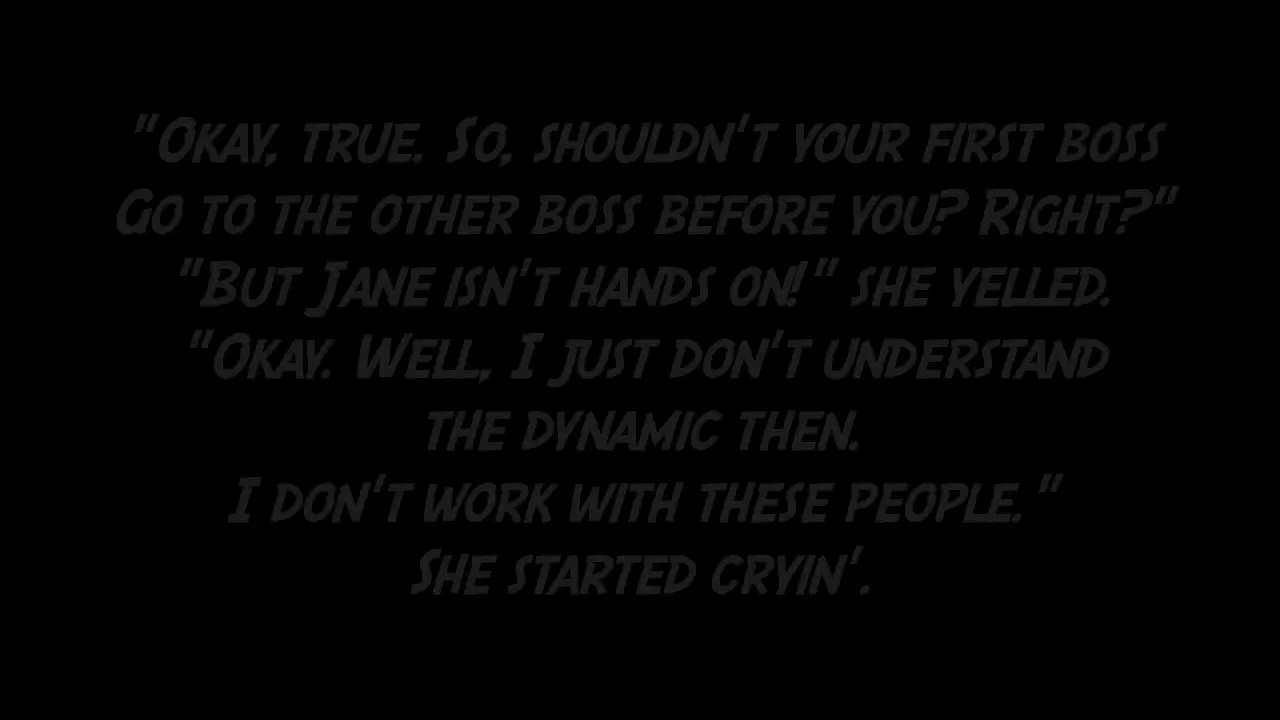 "Okay, true. So, shouldn't your first boss
Go to the other boss before you? Right?"
"But Jane isn't hands on!" she yelled.
"Okay. Well, I just don't understand
the dynamic then.
I don't work with these people."
She started cryin'.